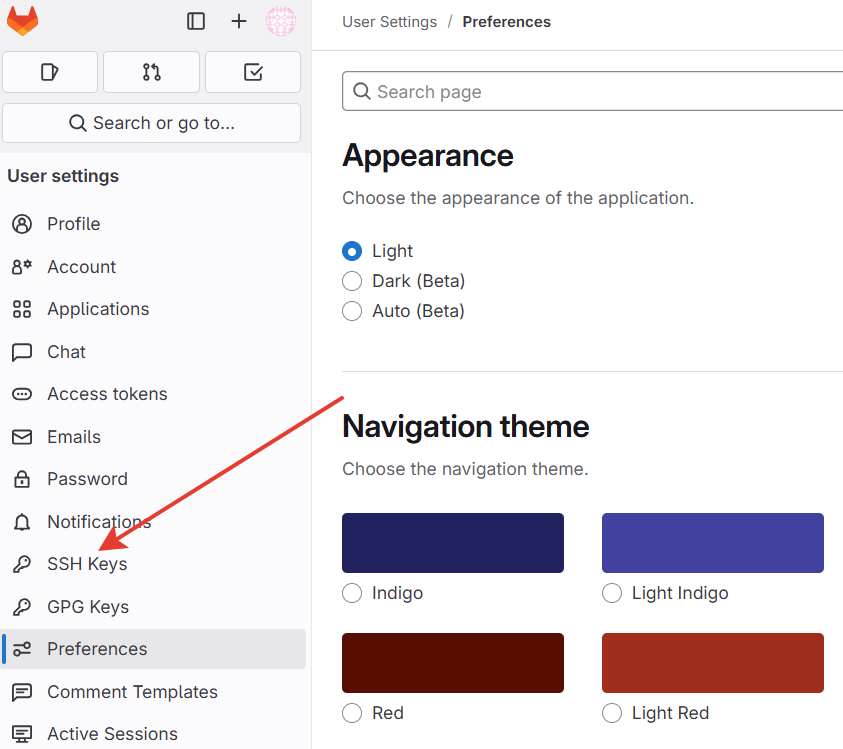 User Settings / Preferences
Search or go to...
User settings
Profile
Account
Applications
Chat
Access tokens
Emails
Password
Notifications
SSH Keys
GPG Keys
Preferences
Comment Templates
Active Sessions
Search page
Appearance
Choose the appearance of the application.
Light
Dark (Beta)
Auto (Beta)
Navigation theme
Choose the navigation theme.
Indigo
Light Indigo
Red
Light Red